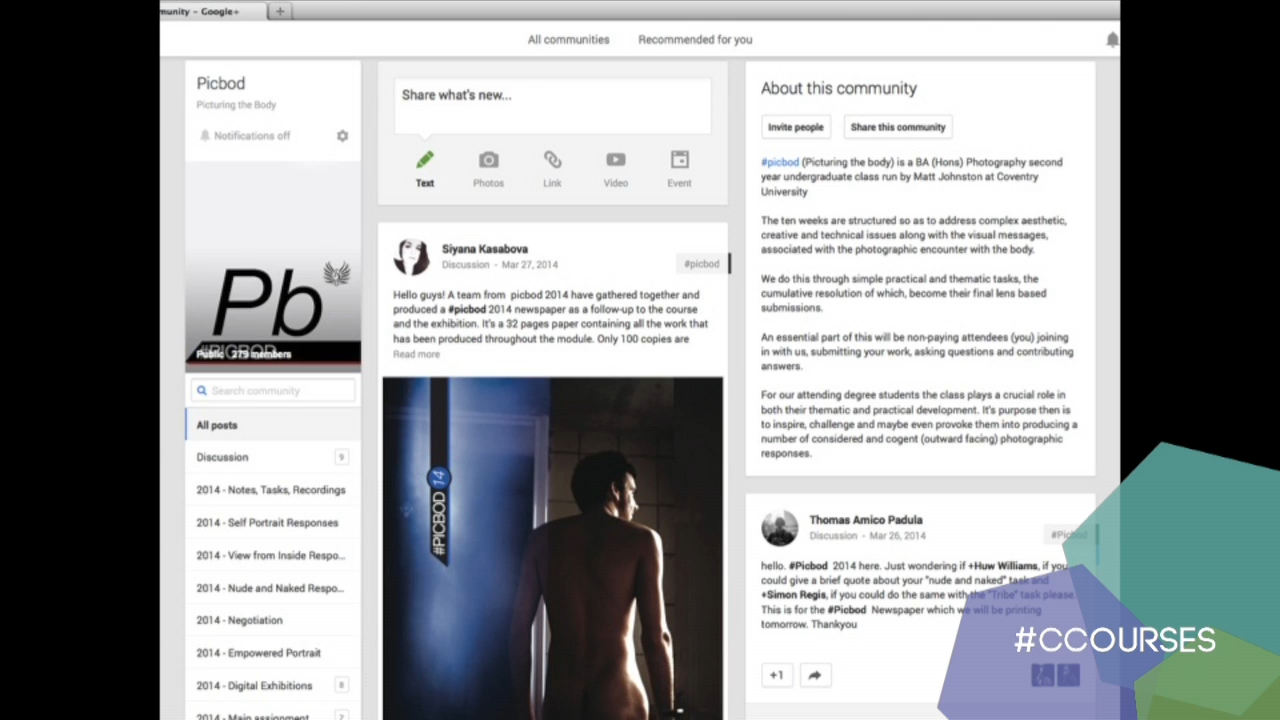 munity – Google+
All communities
Recommended for you
Picbod
Picturing the Body
Notifications off
Pb
#PICBOD
Public 279 members
Search community
All posts
Discussion 9
2014 - Notes, Tasks, Recordings
2014 - Self Portrait Responses
2014 - View from Inside Respo...
2014 - Nude and Naked Respo...
2014 - Negotiation
2014 - Empowered Portrait
2014 - Digital Exhibitions 8
2014 - Main assignment
Share what's new...
Text
Photos
Link
Video
Event
Siyana Kasabova
Discussion - Mar 27, 2014
#picbod
Hello guys! A team from picbod 2014 have gathered together and
produced a #picbod 2014 newspaper as a follow-up to the course
and the exhibition. It's a 32 pages paper containing all the work that
has been produced throughout the module. Only 100 copies are
Read more
#PICBOD 14
About this community
Invite people
Share this community
#picbod (Picturing the body) is a BA (Hons) Photography second
year undergraduate class run by Matt Johnston at Coventry
University
The ten weeks are structured so as to address complex aesthetic,
creative and technical issues along with the visual messages,
associated with the photographic encounter with the body.
We do this through simple practical and thematic tasks, the
cumulative resolution of which, become their final lens based
submissions.
An essential part of this will be non-paying attendees (you) joining
in with us, submitting your work, asking questions and contributing
answers.
For our attending degree students the class plays a crucial role in
both their thematic and practical development. It's purpose then is
to inspire, challenge and maybe even provoke them into producing a
number of considered and cogent (outward facing) photographic
responses.
Thomas Amico Padula
Discussion - Mar 26, 2014
#Picbod
hello. #Picbod 2014 here. Just wondering if +Huw Williams, if you
could give a brief quote about your "nude and naked" task and
+Simon Regis, if you could do the same with the "Tribe" task please.
This is for the #Picbod Newspaper which we will be printing
tomorrow. Thankyou
+1
#CCOURSES